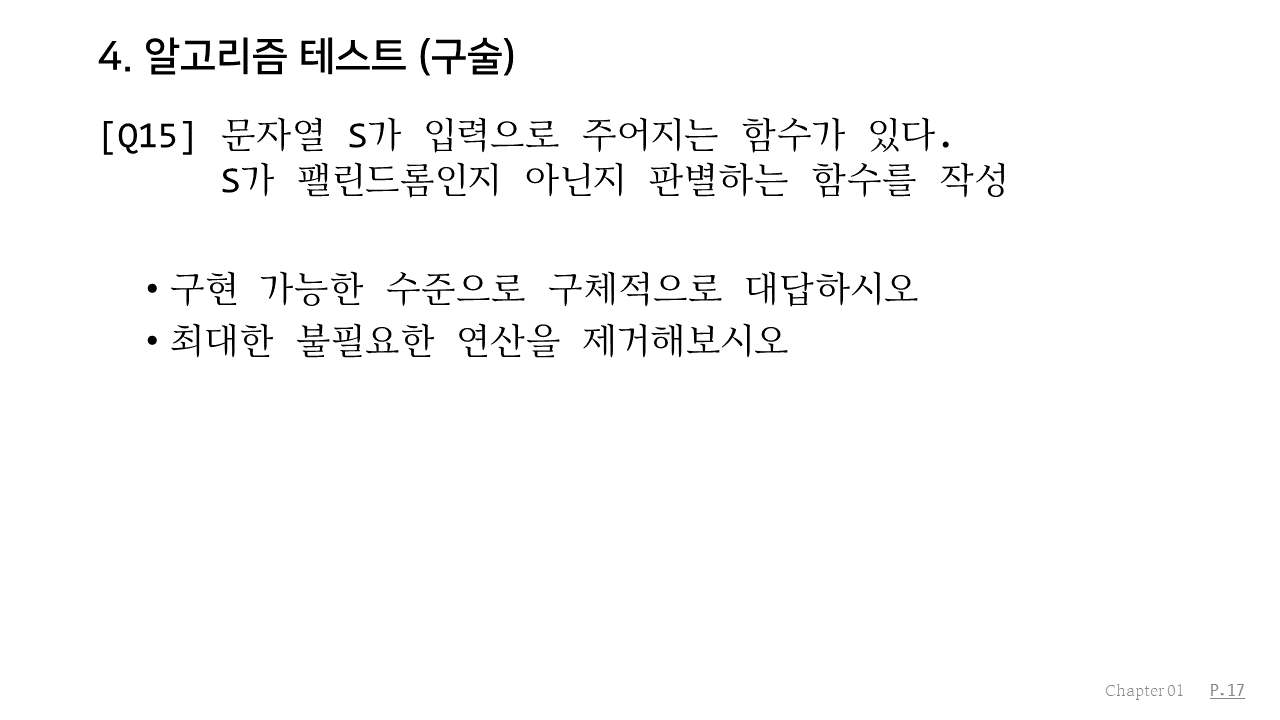 4. 알고리즘 테스트 (구술)
[Q15] 문자열 S가 입력으로 주어지는 함수가 있다.
S가 팰린드롬인지 아닌지 판별하는 함수를 작성
• 구현 가능한 수준으로 구체적으로 대답하시오
• 최대한 불필요한 연산을 제거해보시오
Chapter 01 P.17